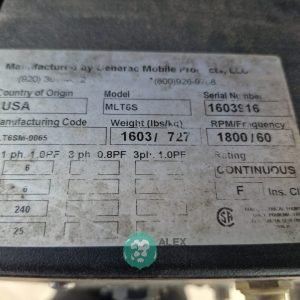 Manufactured by Generac Mobile Products, LLC
(920)
Country of Origin Model Serial Number
USA MLT6S 1603916
Manufacturing Code Weight (lbs/kg) RPM/Frequency
1603/ 727 1800/60
1 ph. 1.0PF 3 ph 0.8PF 3ph. 1.0PF Rating
6 CONTINUOUS
6 F Ins. Cl
240
25
ALEX